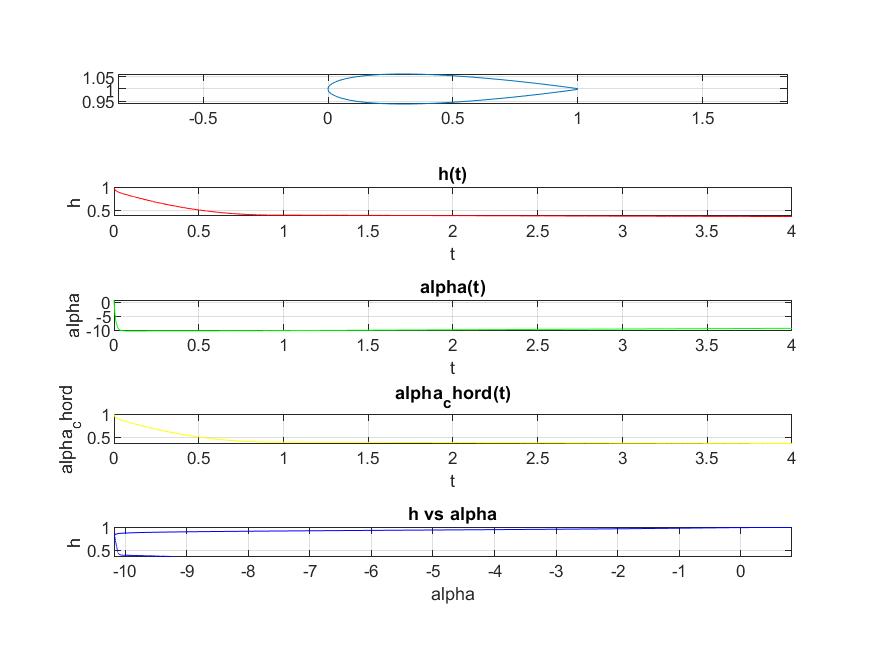 1.05
1
0.95
-0.5 0 0.5 1 1.5
h(t)
1
0.5
h
0 0.5 1 1.5 2 2.5 3 3.5 4
t
alpha(t)
0
-5
-10
alpha
0 0.5 1 1.5 2 2.5 3 3.5 4
t
alpha_chord(t)
1
0.5
alpha_chord
0 0.5 1 1.5 2 2.5 3 3.5 4
t
h vs alpha
1
0.5
h
-10 -9 -8 -7 -6 -5 -4 -3 -2 -1 0
alpha